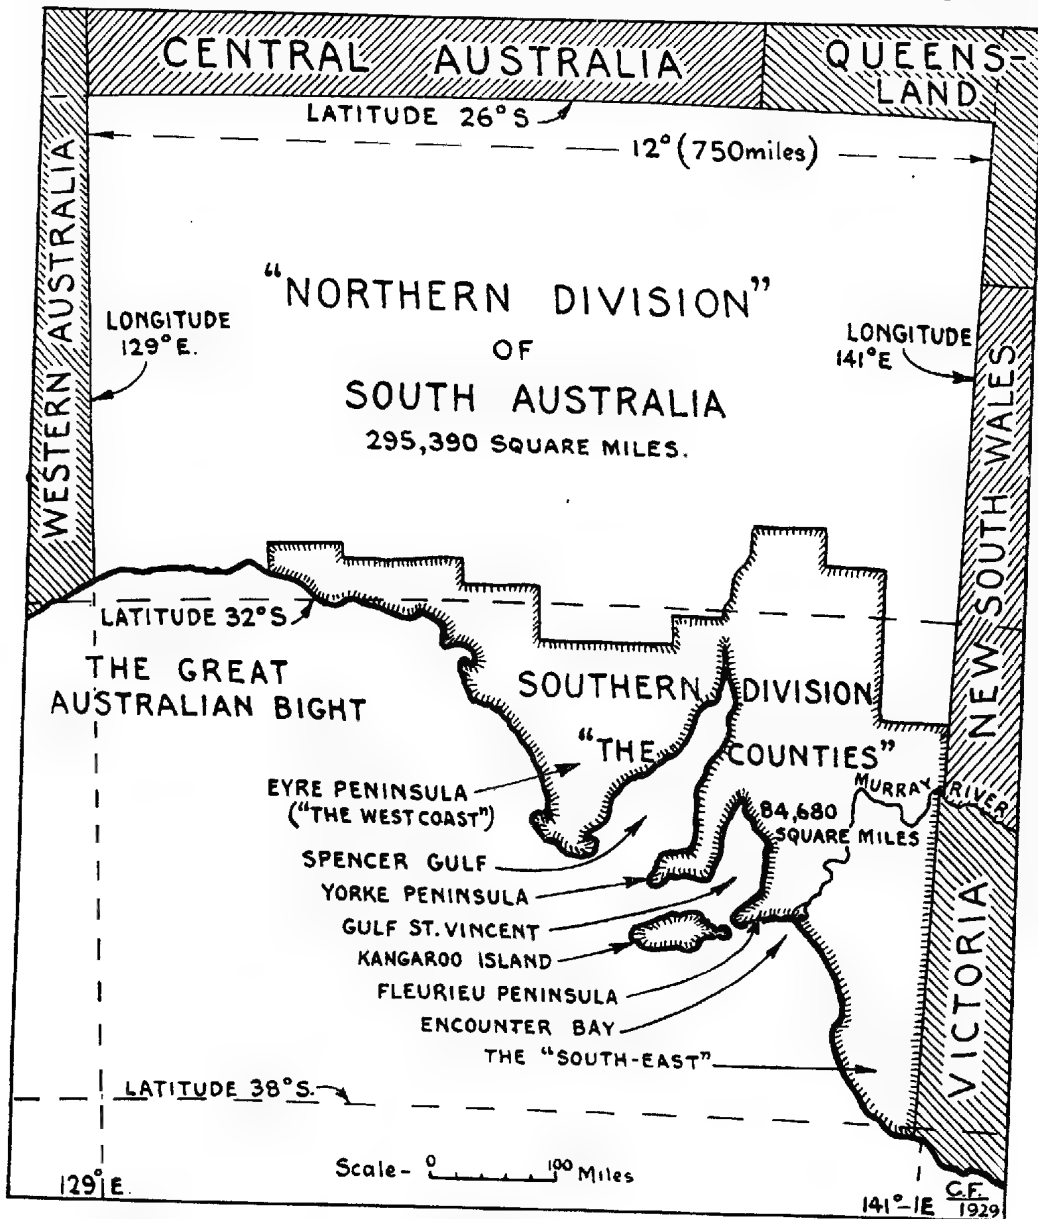 CENTRAL AUSTRALIA
QUEENS-
LAND
LATITUDE 26°S
12° (750miles)
WESTERN AUSTRALIA
"NORTHERN DIVISION"
OF
SOUTH AUSTRALIA
295,390 SQUARE MILES.
LONGITUDE
129°E.
LONGITUDE
141°E
NEW SOUTH WALES
LATITUDE 32°S
THE GREAT
AUSTRALIAN BIGHT
SOUTHERN DIVISION
"THE COUNTIES"
84,680
SQUARE MILES
MURRAY RIVER
EYRE PENINSULA
("THE WEST COAST")
SPENCER GULF
YORKE PENINSULA
GULF ST. VINCENT
KANGAROO ISLAND
FLEURIEU PENINSULA
ENCOUNTER BAY
THE "SOUTH-EAST"
VICTORIA
LATITUDE 38°S.
Scale- 0 100 Miles
129°E.
141°-1E
C.F.
1929